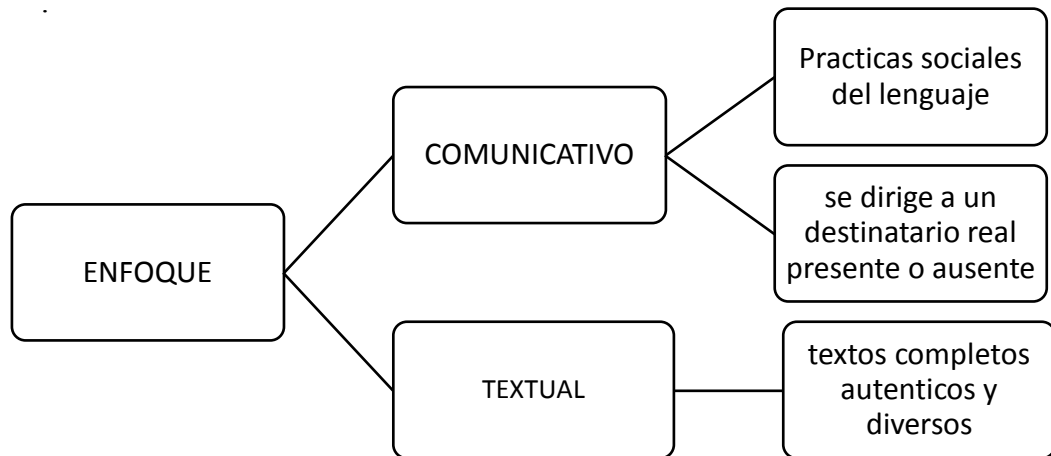 ENFOQUE
COMUNICATIVO
Practicas sociales
del lenguaje
se dirige a un
destinatario real
presente o ausente
TEXTUAL
textos completos
autenticos y
diversos